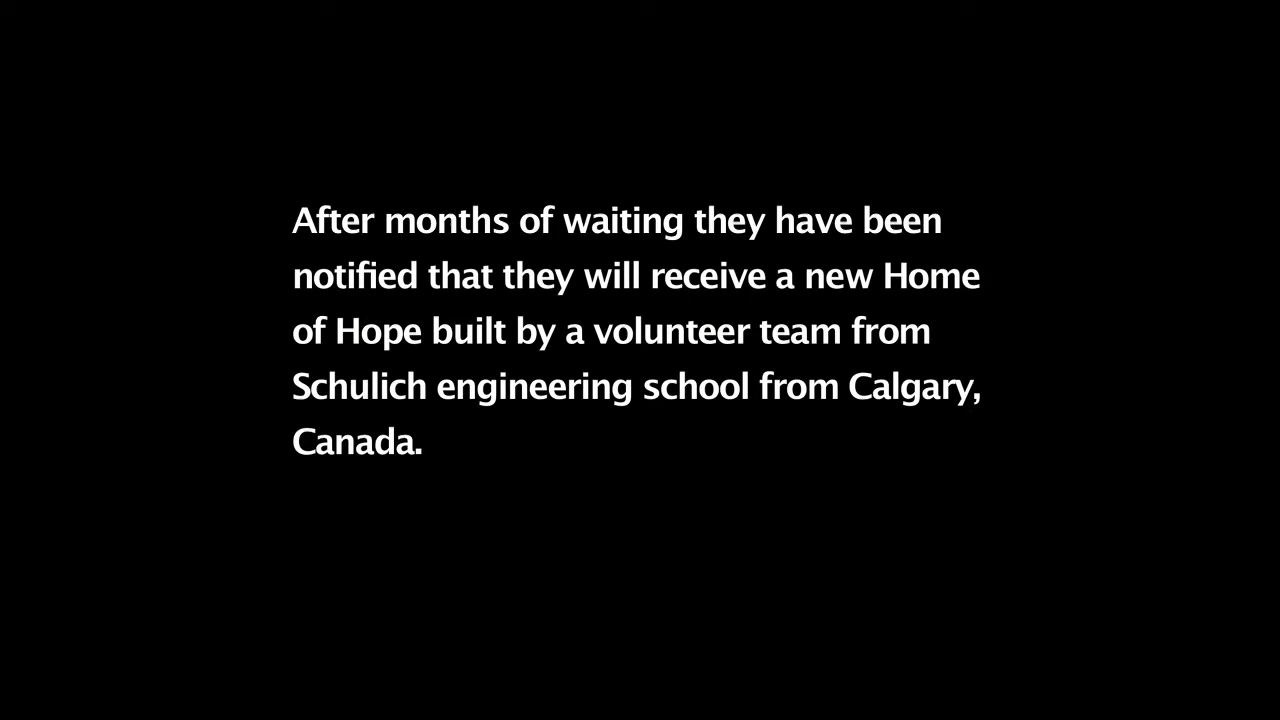 After months of waiting they have been
notified that they will receive a new Home
of Hope built by a volunteer team from
Schulich engineering school from Calgary,
Canada.